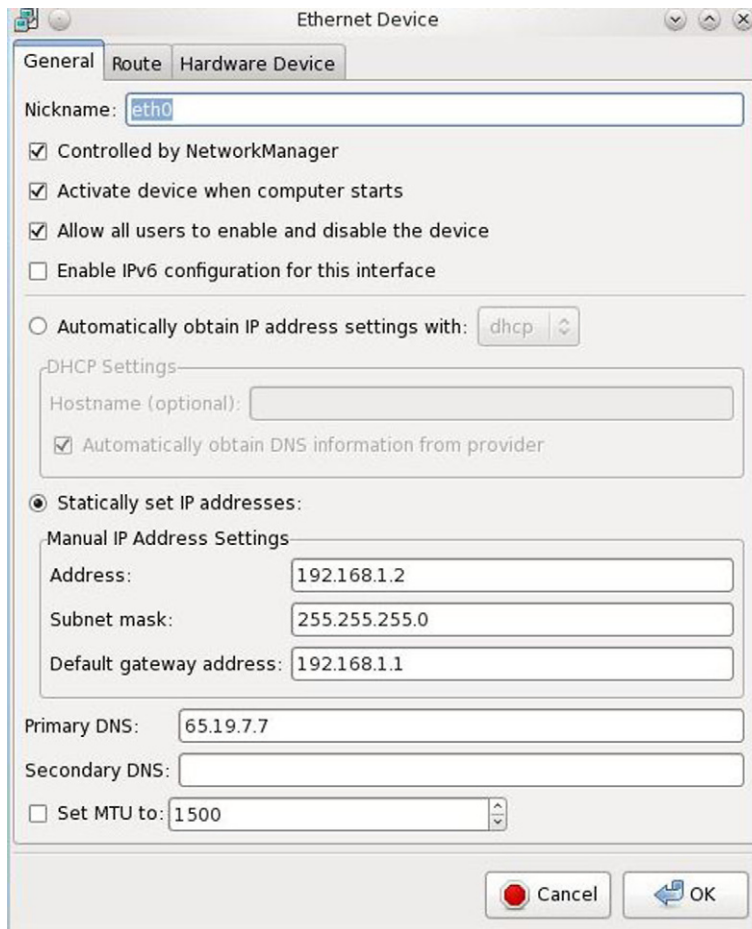 Ethernet Device
General Route Hardware Device
Nickname: eth0
Controlled by NetworkManager
Activate device when computer starts
Allow all users to enable and disable the device
Enable IPv6 configuration for this interface
Automatically obtain IP address settings with: dhcp
DHCP Settings
Hostname (optional):
Automatically obtain DNS information from provider
Statically set IP addresses:
Manual IP Address Settings
Address: 192.168.1.2
Subnet mask: 255.255.255.0
Default gateway address: 192.168.1.1
Primary DNS: 65.19.7.7
Secondary DNS:
Set MTU to: 1500
Cancel OK